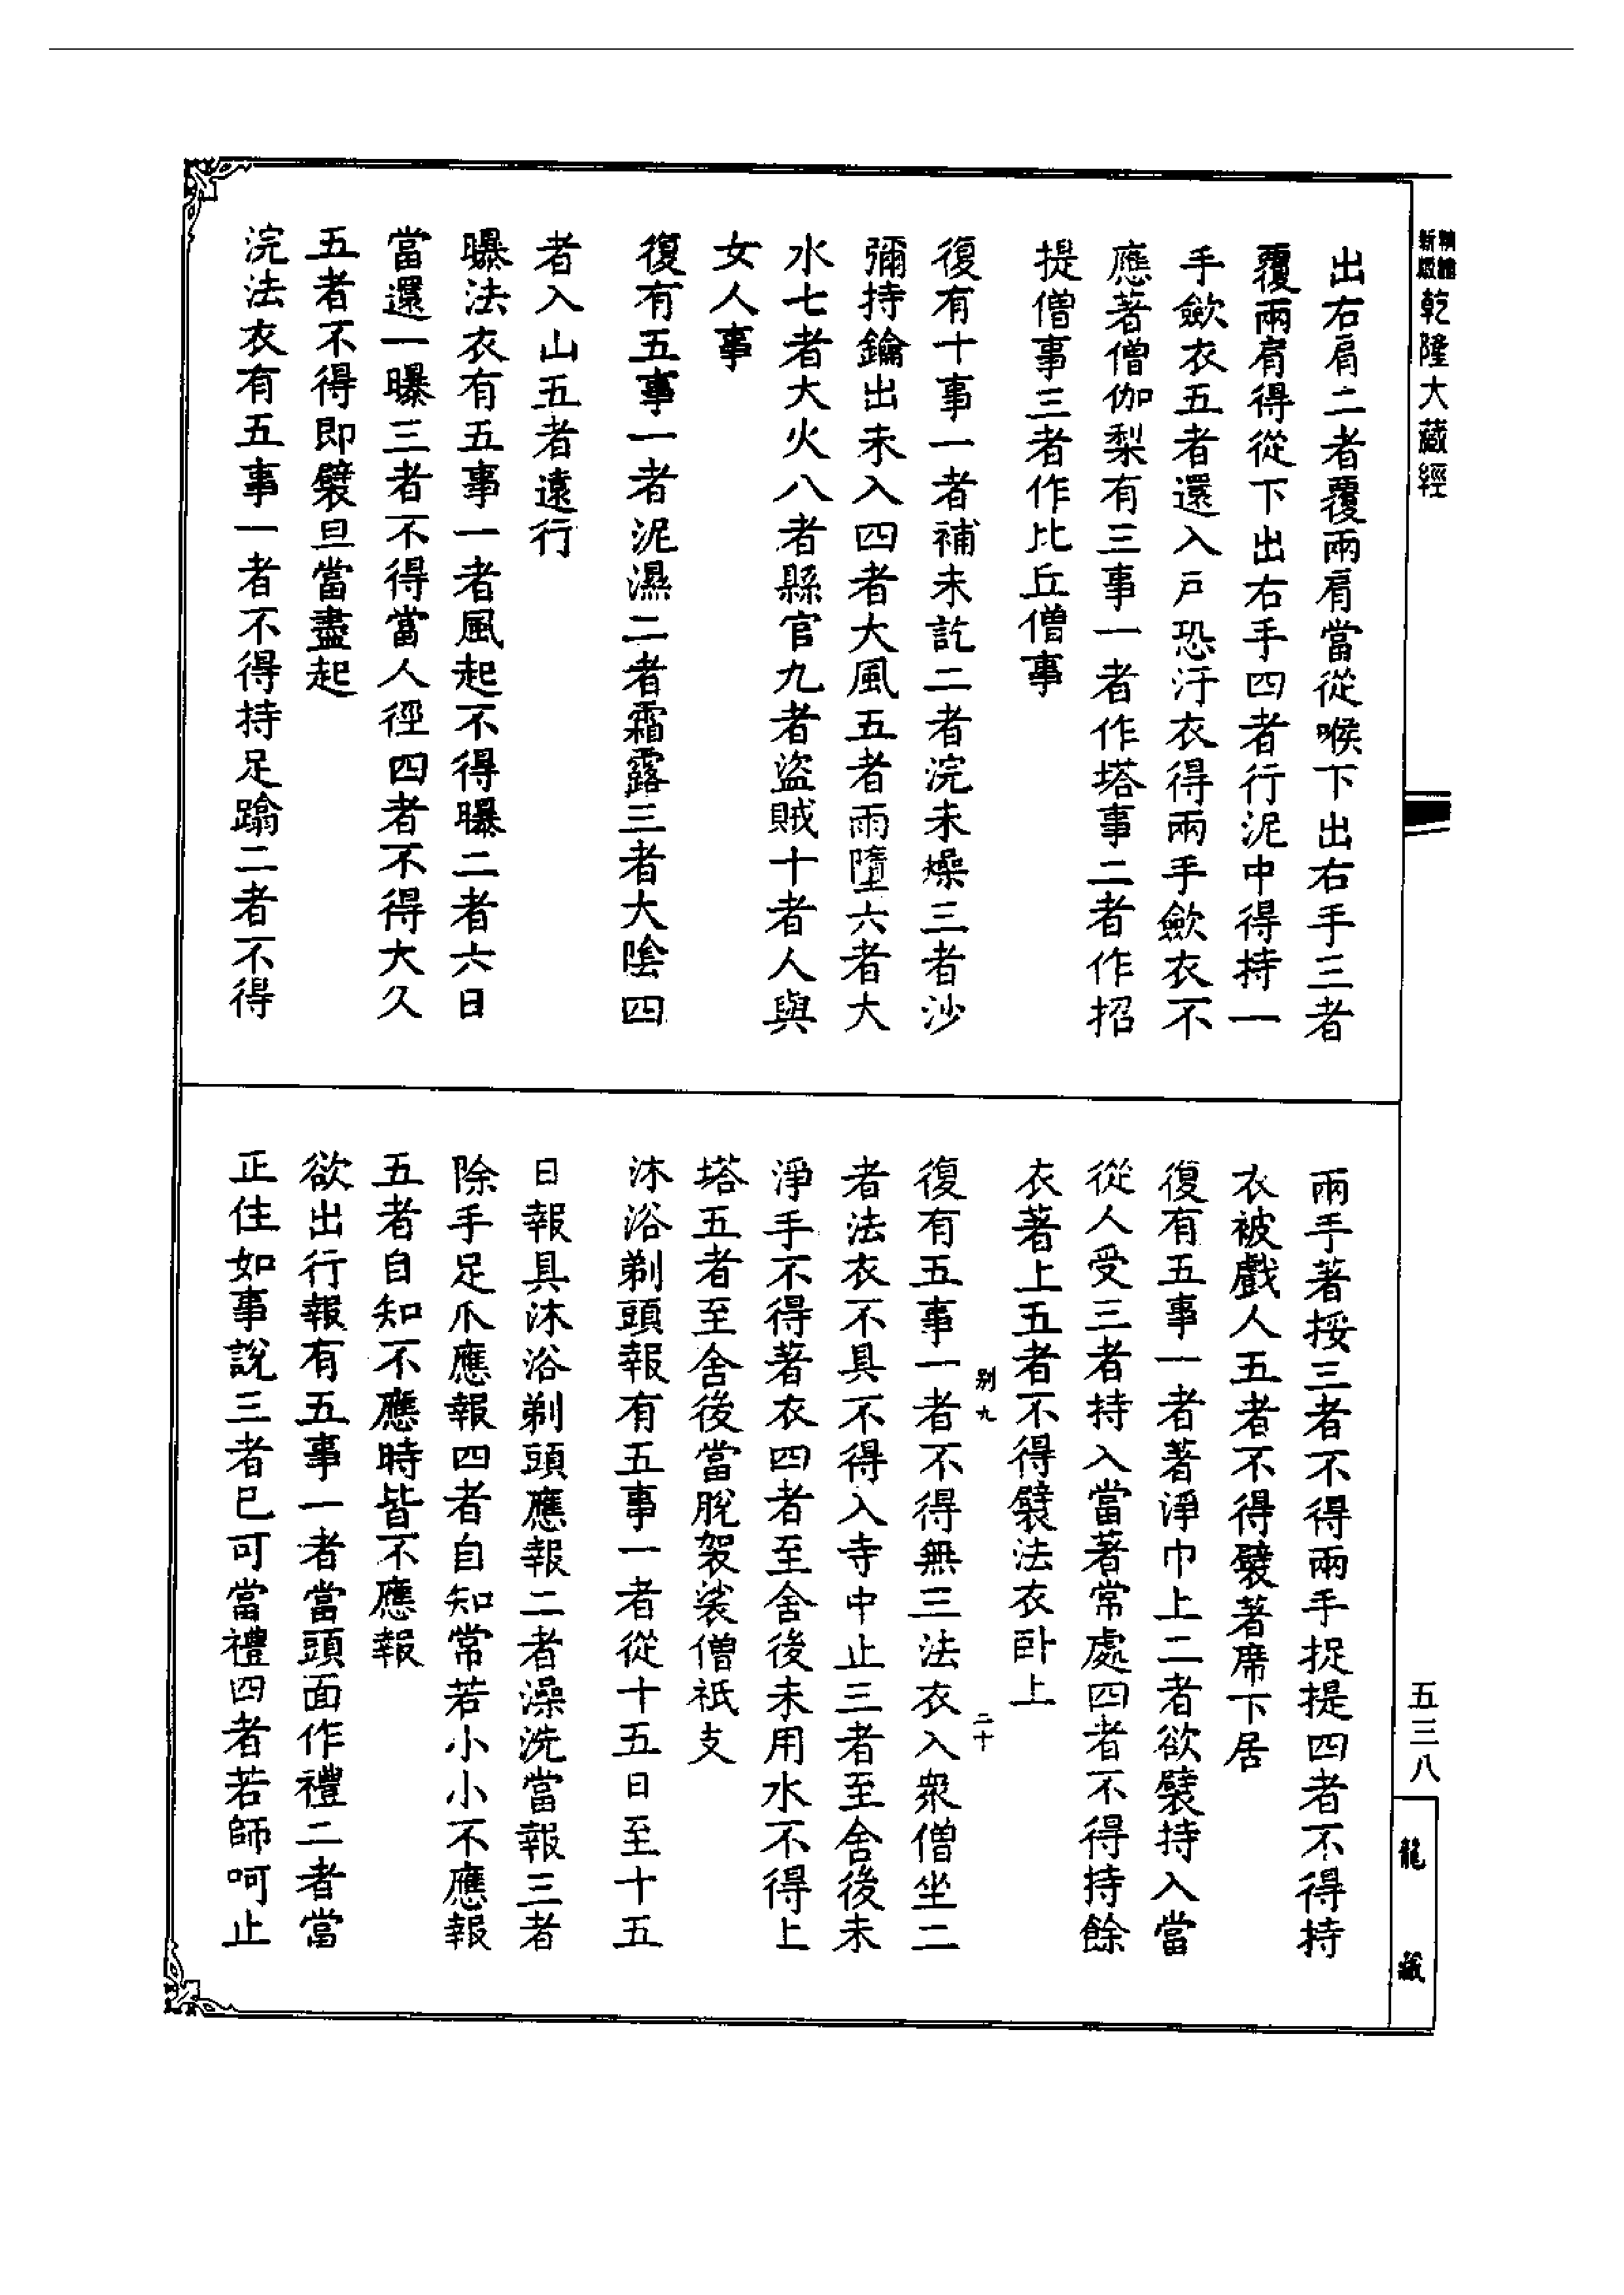 精繕
新版
乾隆大藏經
出右肩二者覆兩肩當從喉下出右手三者
覆兩肩得從下出右手四者行泥中得持一
手歛衣五者還入戶恐汙衣得兩手歛衣不
應著僧伽梨有三事一者作塔事二者作招
提僧事三者作比丘僧事
復有十事一者補未訖二者浣未燥三者沙
彌持鑰出未入四者大風五者雨墮六者大
水七者大火八者縣官九者盜賊十者人與
女人事
復有五事一者泥濕二者霜露三者大陰四
者入山五者遠行
曝法衣有五事一者風起不得曝二者六日
當還一曝三者不得當人徑四者不得大久
五者不得即襞旦當盡起
浣法衣有五事一者不得持足蹹二者不得
兩手著挼三者不得兩手捉提四者不得持
衣被戲人五者不得襞著席下居
復有五事一者著淨巾上二者欲襞持入當
從人受三者持入當著常處四者不得持餘
衣著上五者不得襞法衣卧上
别九
二十
復有五事一者不得無三法衣入衆僧坐二
者法衣不具不得入寺中止三者至舍後未
淨手不得著衣四者至舍後未用水不得上
塔五者至舍後當脫袈裟僧祇支
沐浴剃頭報有五事一者從十五日至十五
日報具沐浴剃頭應報二者澡洗當報三者
除手足爪應報四者自知常若小小不應報
五者自知不應時皆不應報
欲出行報有五事一者當頭面作禮二者當
正住如事說三者已可當禮四者若師呵止
五三八
龍藏